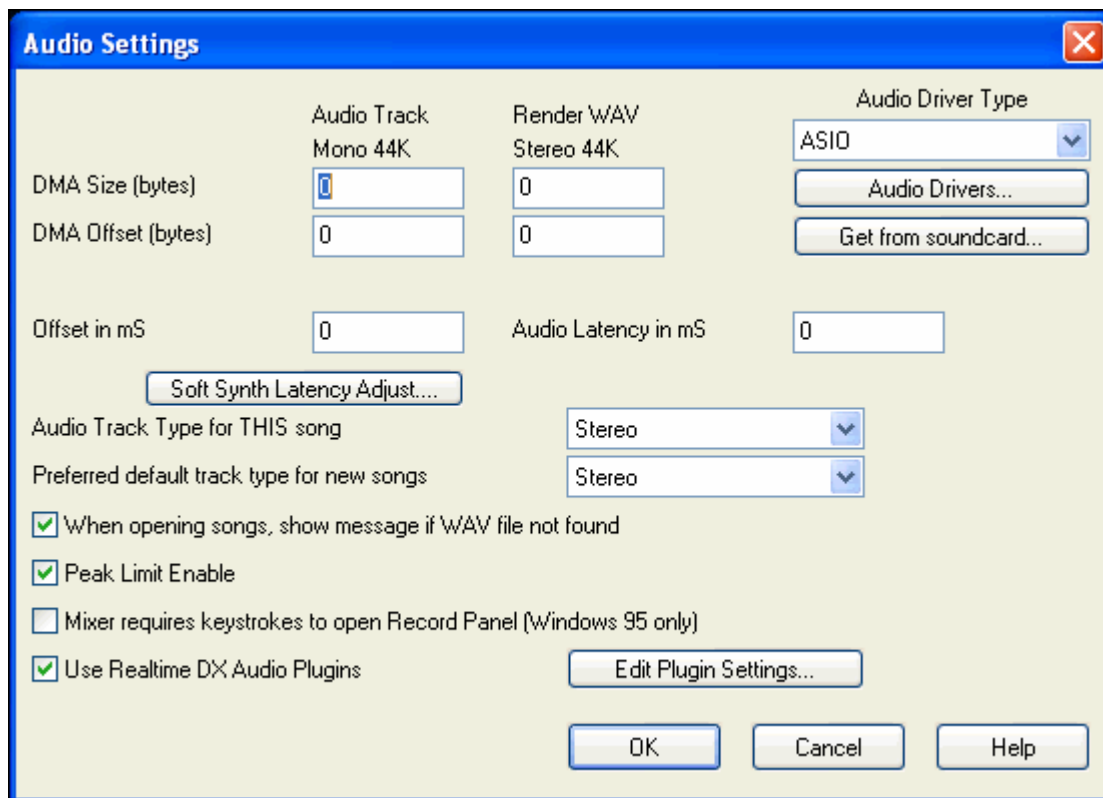 Audio Settings
Audio Track Render WAV Audio Driver Type
Mono 44K Stereo 44K ASIO
DMA Size (bytes) 0 0 Audio Drivers...
DMA Offset (bytes) 0 0 Get from soundcard...
Offset in mS 0 Audio Latency in mS 0
Soft Synth Latency Adjust....
Audio Track Type for THIS song Stereo
Preferred default track type for new songs Stereo
When opening songs, show message if WAV file not found
Peak Limit Enable
Mixer requires keystrokes to open Record Panel (Windows 95 only)
Use Realtime DX Audio Plugins Edit Plugin Settings...
OK Cancel Help